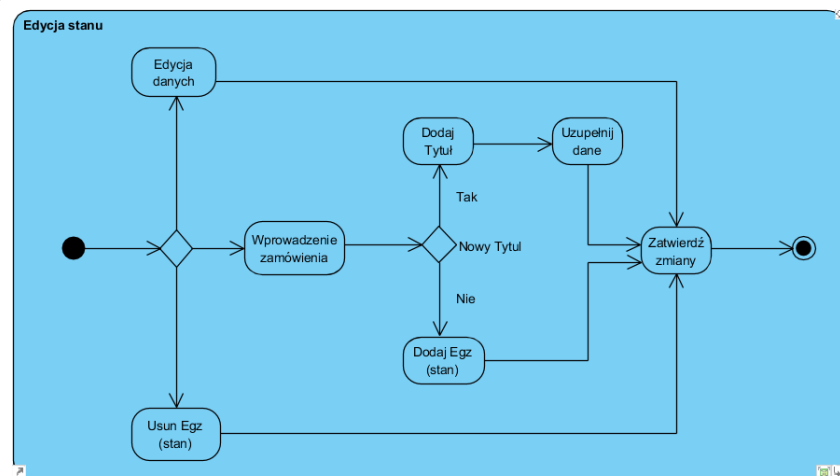 Edycja stanu
Edycja
danych
Dodaj
Tytuł
Uzupełnij
dane
Tak
Wprowadzenie
zamówienia
Nowy Tytul
Zatwierdź
zmiany
Nie
Dodaj Egz
(stan)
Usun Egz
(stan)